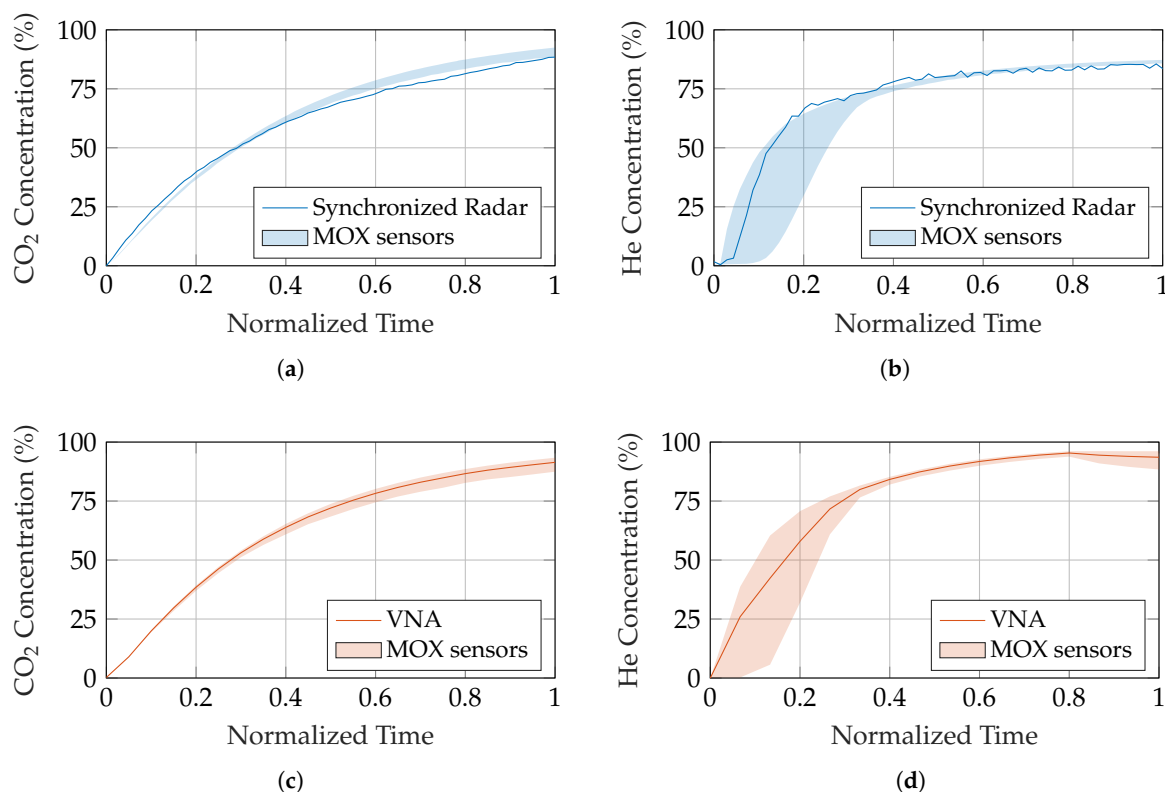 100
75
50
25
0
CO₂ Concentration (%)
Synchronized Radar
MOX sensors
0 0.2 0.4 0.6 0.8 1
Normalized Time
(a)
100
75
50
25
0
He Concentration (%)
Synchronized Radar
MOX sensors
0 0.2 0.4 0.6 0.8 1
Normalized Time
(b)
100
75
50
25
0
CO₂ Concentration (%)
VNA
MOX sensors
0 0.2 0.4 0.6 0.8 1
Normalized Time
(c)
100
75
50
25
0
He Concentration (%)
VNA
MOX sensors
0 0.2 0.4 0.6 0.8 1
Normalized Time
(d)